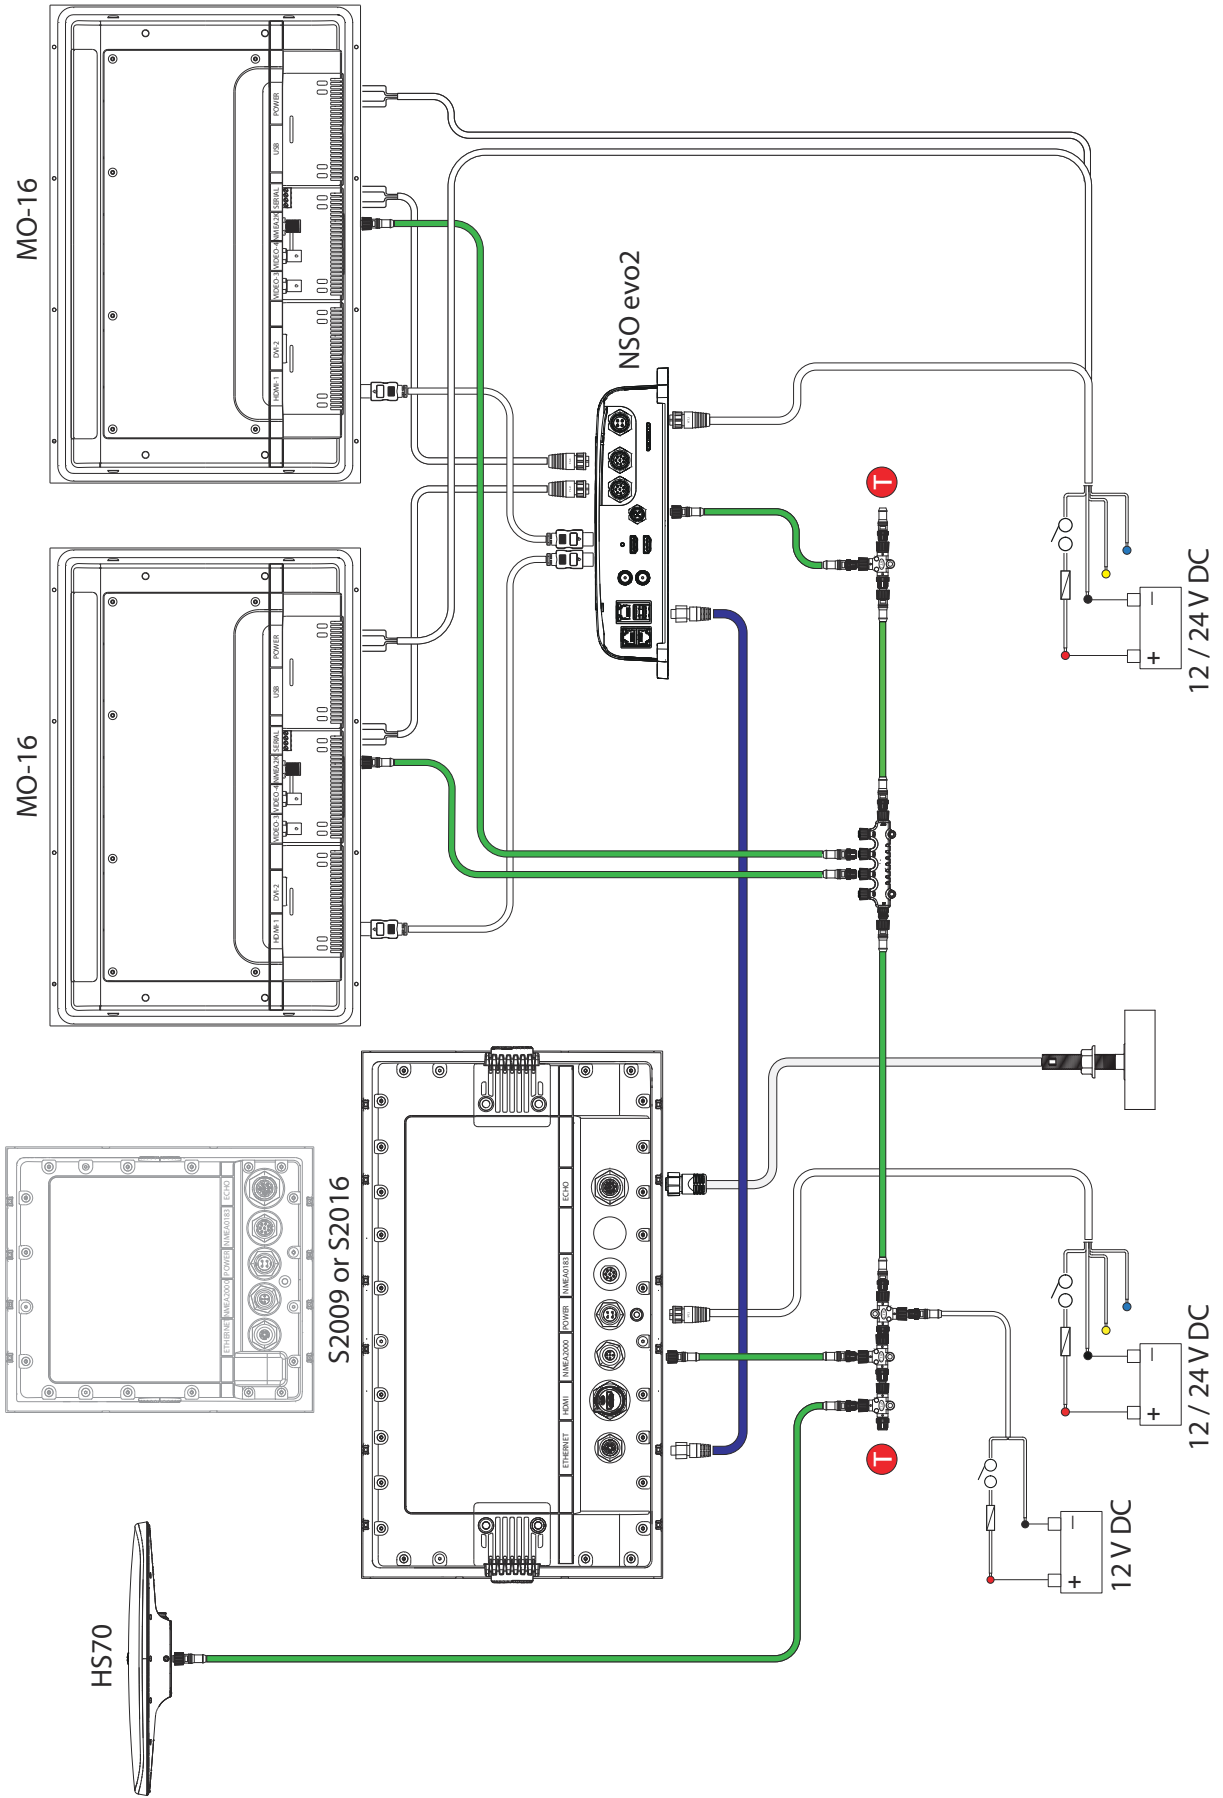 HS70
ETHERNET NMEA2000 POWER NMEA0183 ECHO
S2009 or S2016
ETHERNET HDMI NMEA2000 POWER NMEA0183 ECHO
MO-16
HDMI-1 DVI-2 VIDEO-3 VIDEO-4 NMEA2K SERIAL USB POWER
MO-16
HDMI-1 DVI-2 VIDEO-3 VIDEO-4 NMEA2K SERIAL USB POWER
NSO evo2
T
T
+ –
12 V DC
+ –
12 / 24 V DC
+ –
12 / 24 V DC